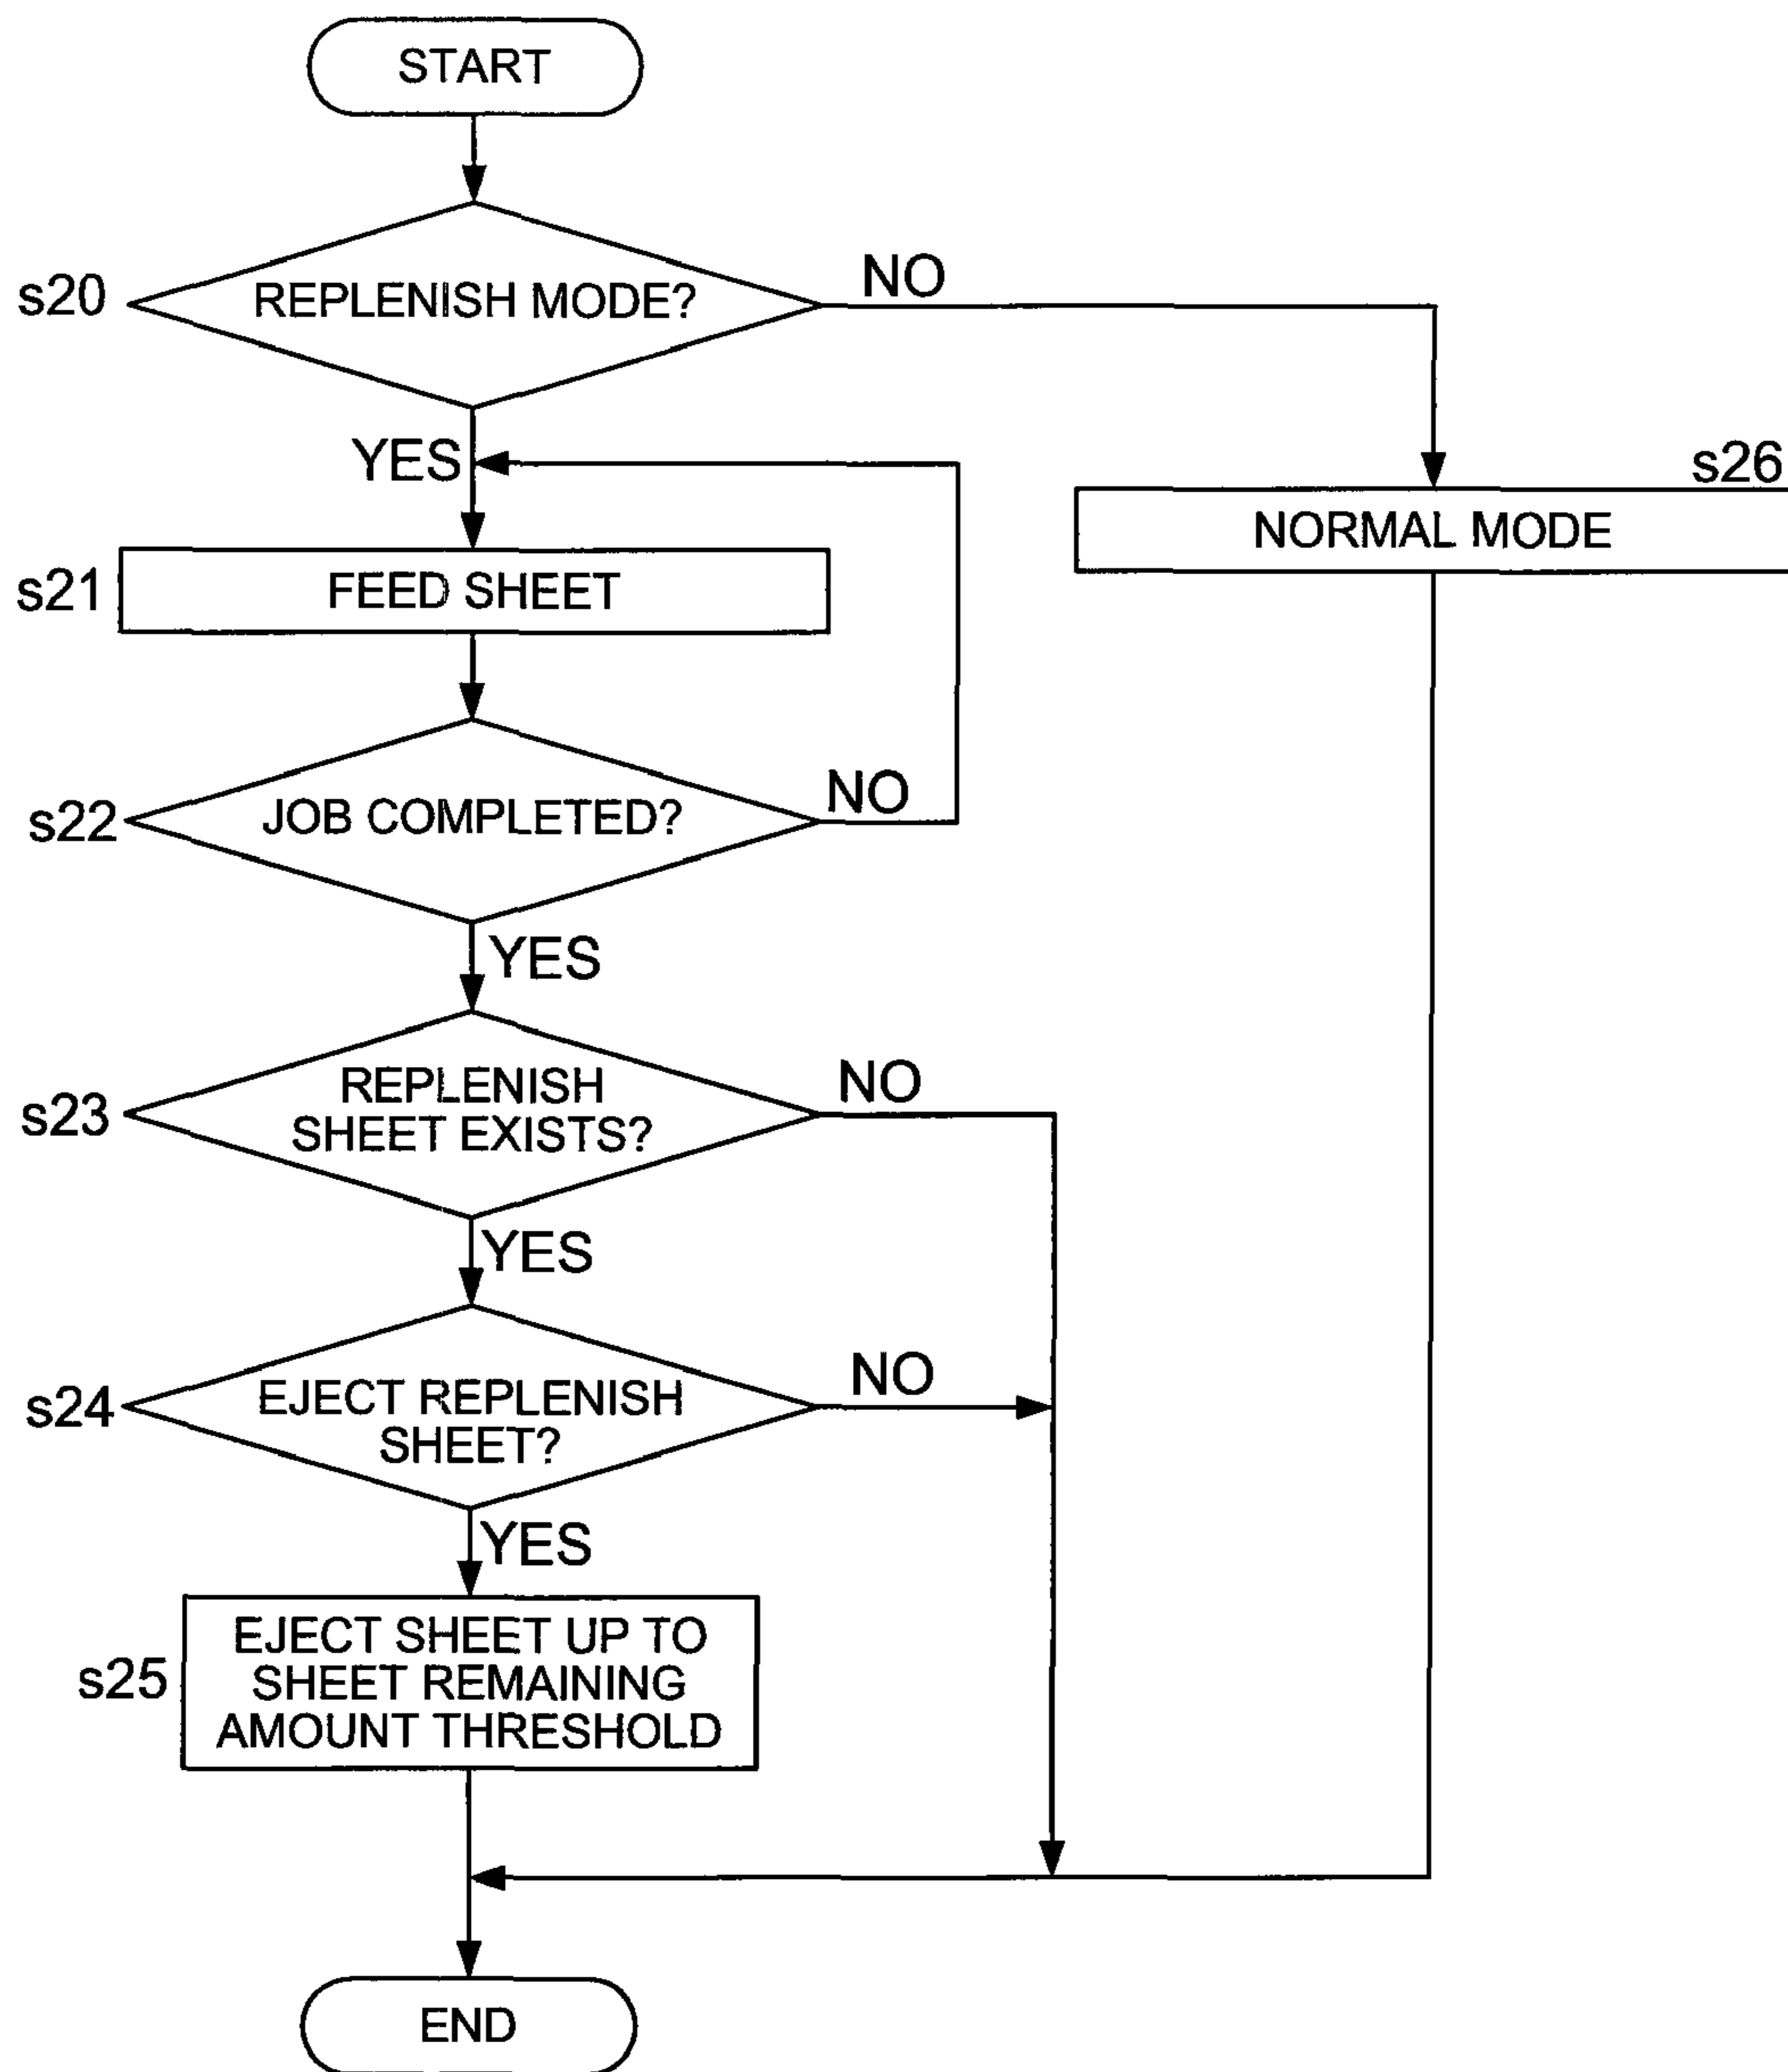 START
s20
REPLENISH MODE?
NO
YES
s26
NORMAL MODE
s21
FEED SHEET
s22
JOB COMPLETED?
NO
YES
s23
REPLENISH
SHEET EXISTS?
NO
YES
s24
EJECT REPLENISH
SHEET?
NO
YES
s25
EJECT SHEET UP TO
SHEET REMAINING
AMOUNT THRESHOLD
END